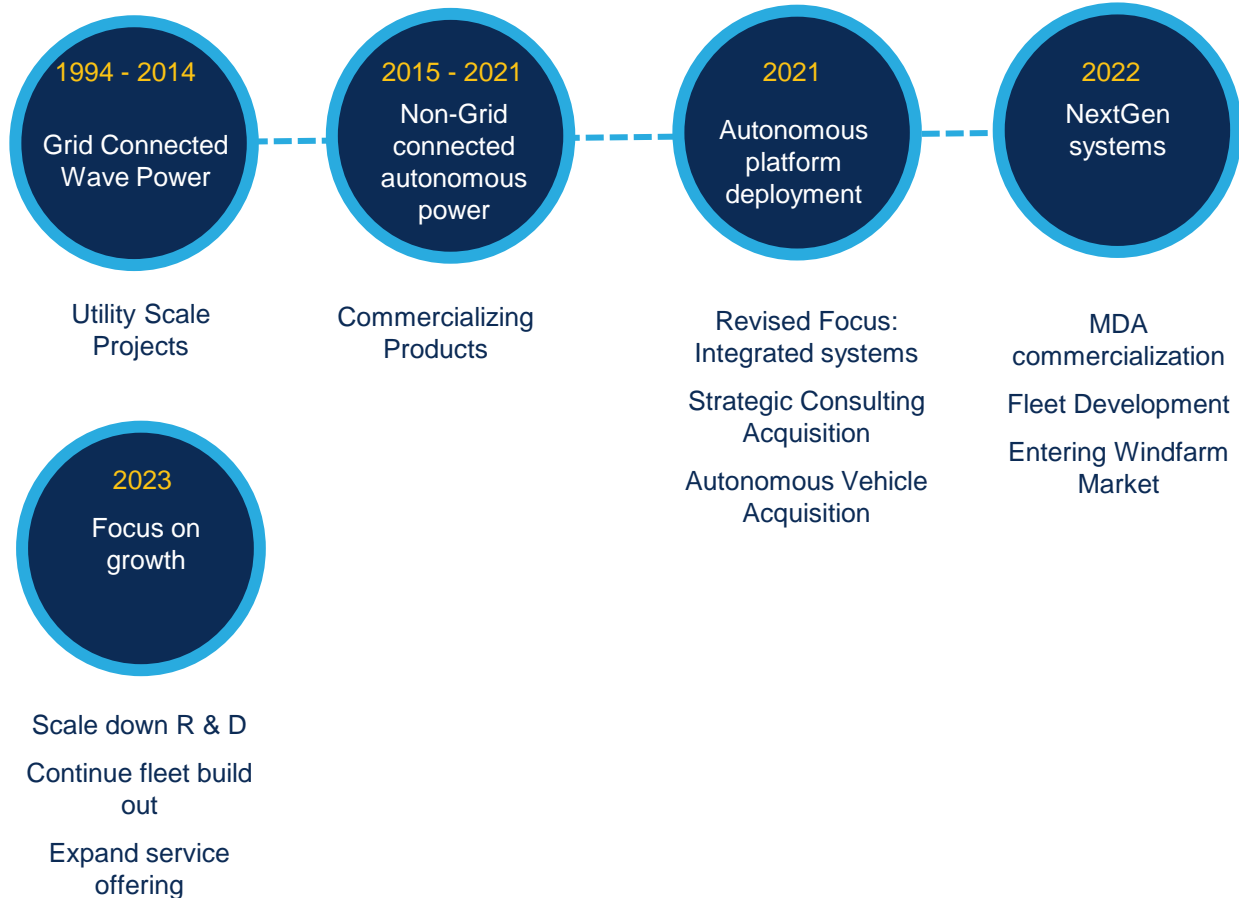 1994 - 2014
Grid Connected
Wave Power
Utility Scale
Projects
2015 - 2021
Non-Grid
connected
autonomous
power
Commercializing
Products
2021
Autonomous
platform
deployment
Revised Focus:
Integrated systems
Strategic Consulting
Acquisition
Autonomous Vehicle
Acquisition
2022
NextGen
systems
MDA
commercialization
Fleet Development
Entering Windfarm
Market
2023
Focus on
growth
Scale down R & D
Continue fleet build
out
Expand service
offering